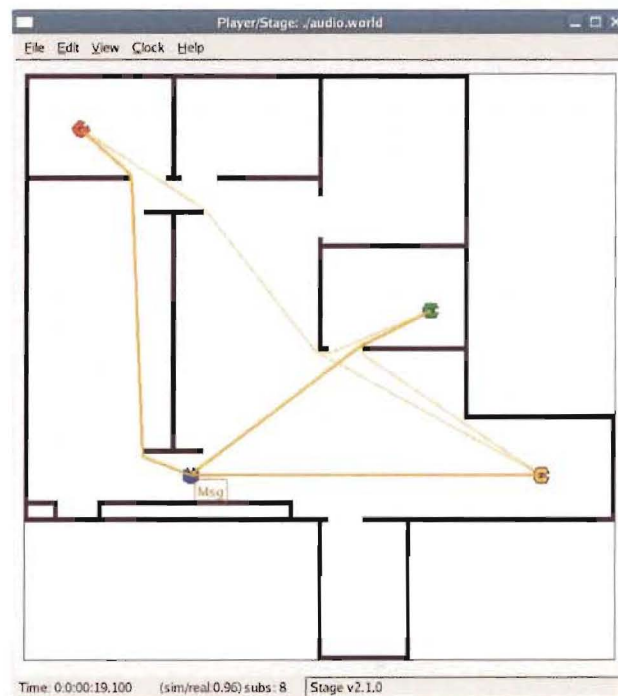 Player/Stage: ./audio.world
File Edit View Clock Help
Msg
Time: 0:0:00:19.100 (sim/real:0.96) subs: 8 Stage v2.1.0